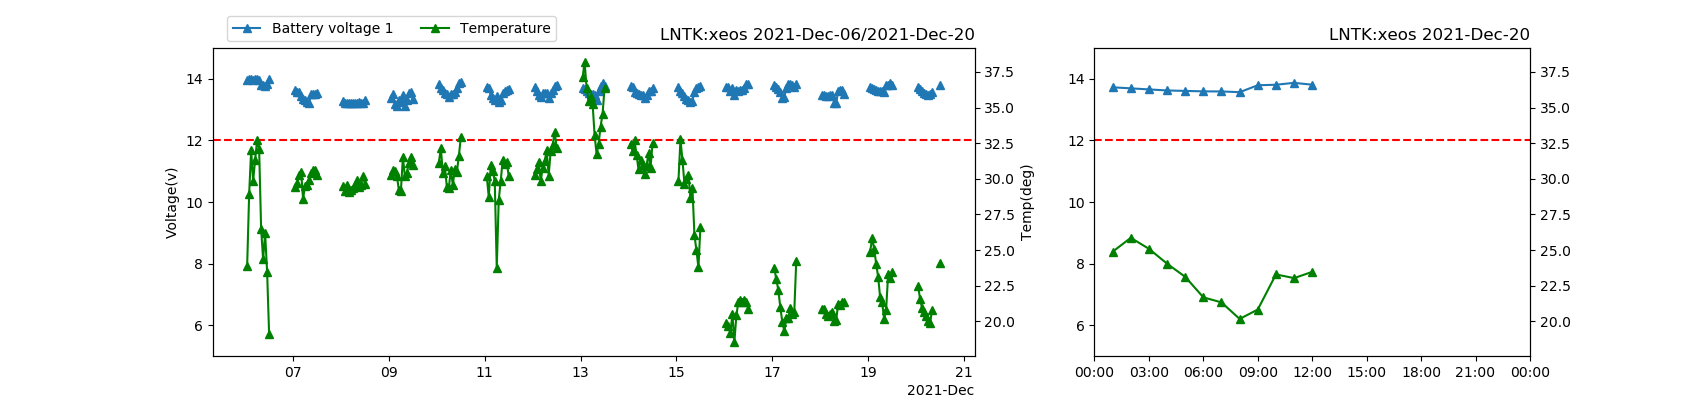 Battery voltage 1
Temperature
LNTK:xeos 2021-Dec-06/2021-Dec-20
14
12
10
8
6
Voltage(v)
37.5
35.0
32.5
30.0
27.5
25.0
22.5
20.0
Temp(deg)
07 09 11 13 15 17 19 21
2021-Dec
LNTK:xeos 2021-Dec-20
14
12
10
8
6
37.5
35.0
32.5
30.0
27.5
25.0
22.5
20.0
00:00 03:00 06:00 09:00 12:00 15:00 18:00 21:00 00:00